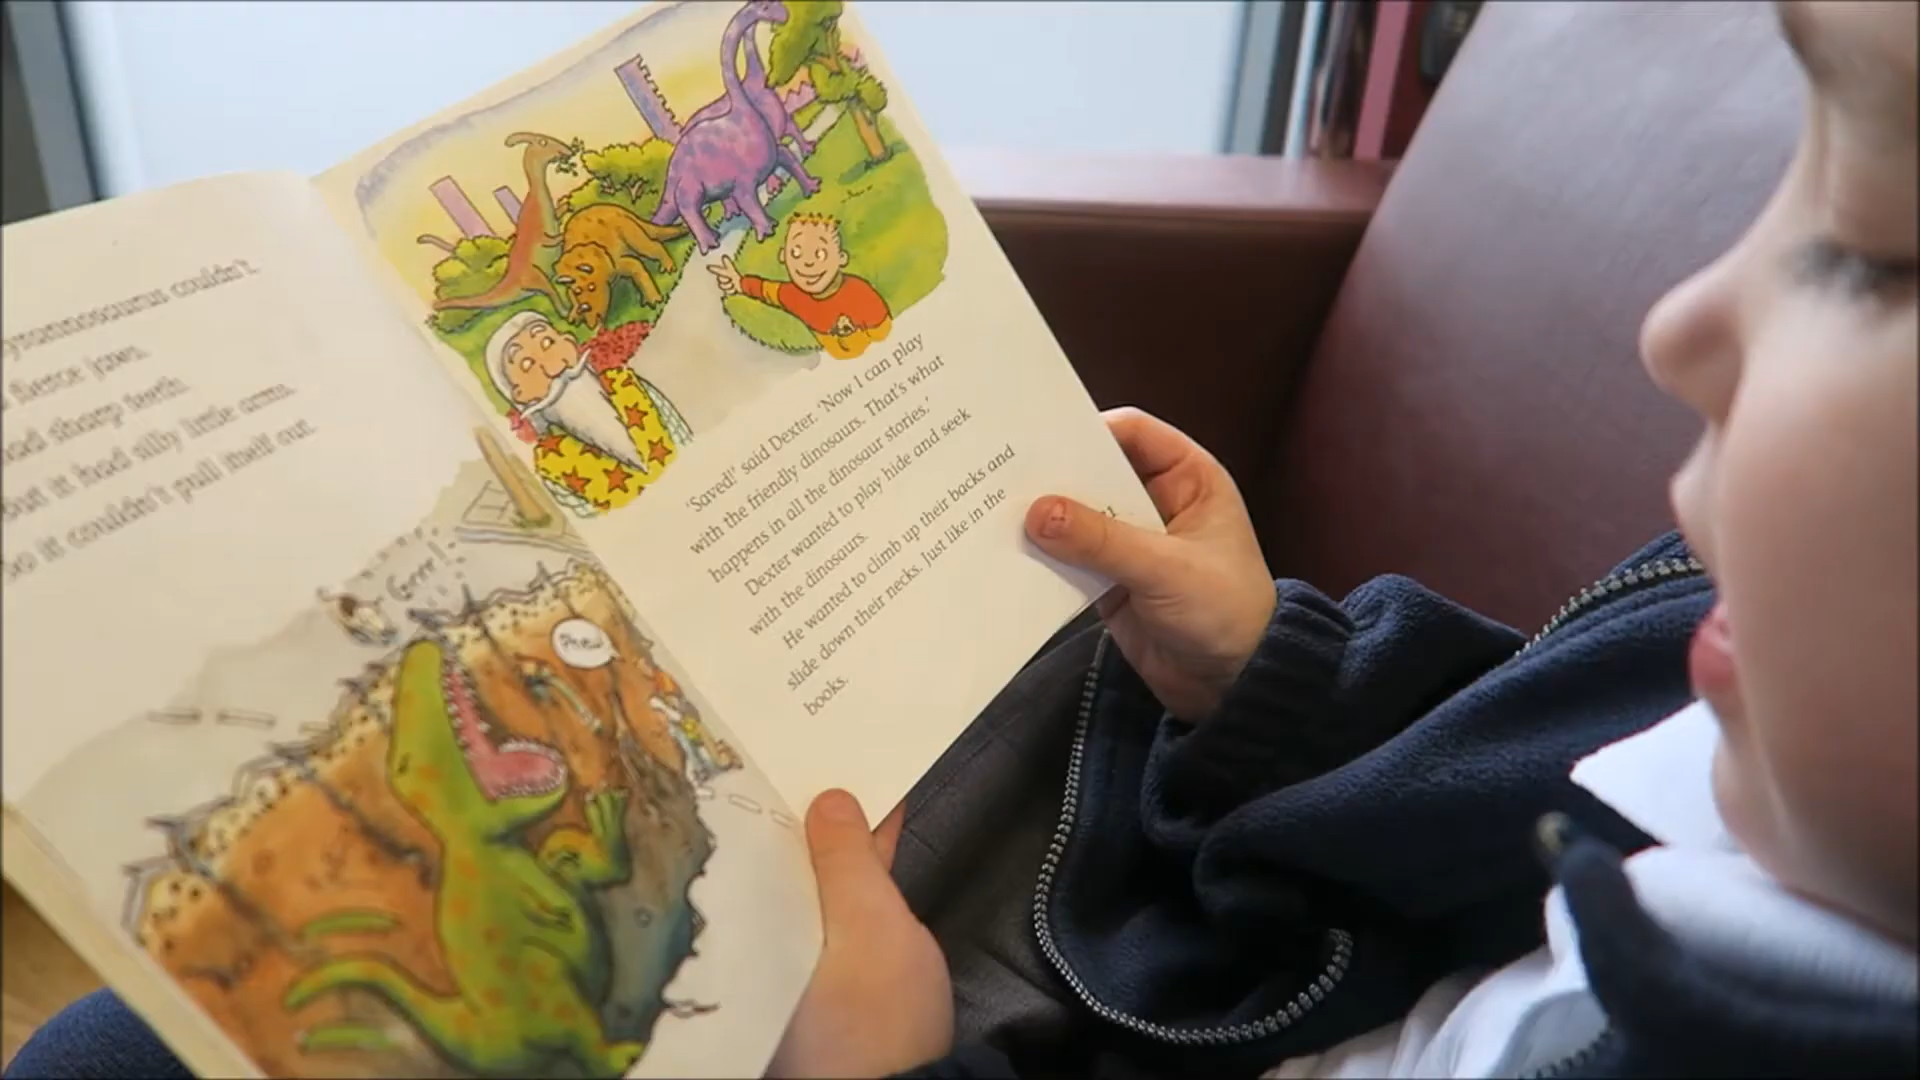 tyrannosaurus couldn't.
fierce jaws.
had sharp teeth.
but it had silly little arms.
so it couldn't pull itself out.
Grrr!
Phew!
'Saved!' said Dexter. 'Now I can play
with the friendly dinosaurs. That's what
happens in all the dinosaur stories.'
Dexter wanted to play hide and seek
with the dinosaurs.
He wanted to climb up their backs and
slide down their necks. Just like in the
books.